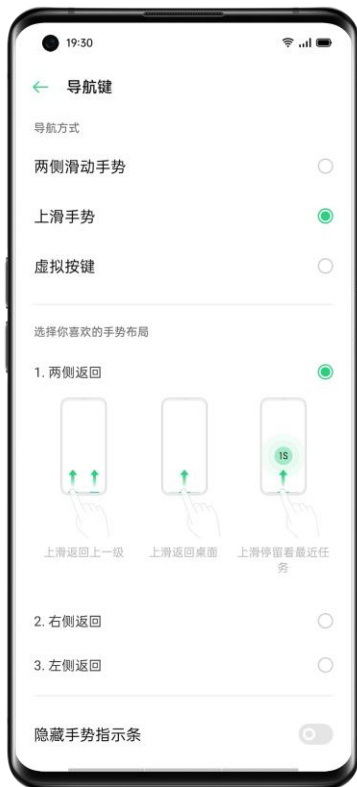 19:30
导航键
导航方式
两侧滑动手势
上滑手势
虚拟按键
选择你喜欢的手势布局
1. 两侧返回
1S
上滑返回上一级
上滑返回桌面
上滑停留看最近任
务
2. 右侧返回
3. 左侧返回
隐藏手势指示条